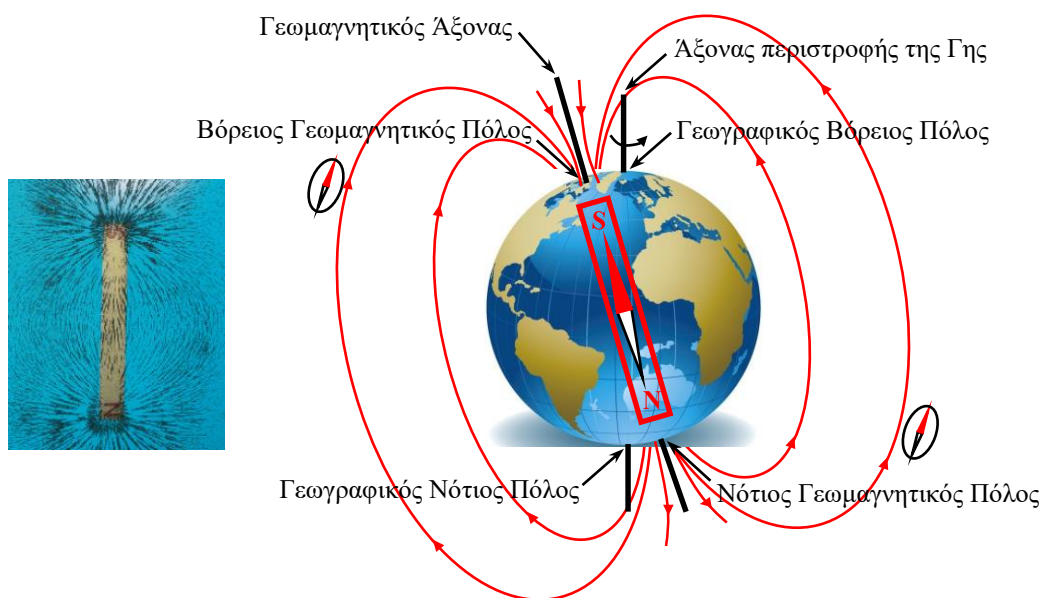 Γεωμαγνητικός Άξονας
Άξονας περιστροφής της Γης
Βόρειος Γεωμαγνητικός Πόλος
Γεωγραφικός Βόρειος Πόλος
S
S
N
N
Γεωγραφικός Νότιος Πόλος
Νότιος Γεωμαγνητικός Πόλος